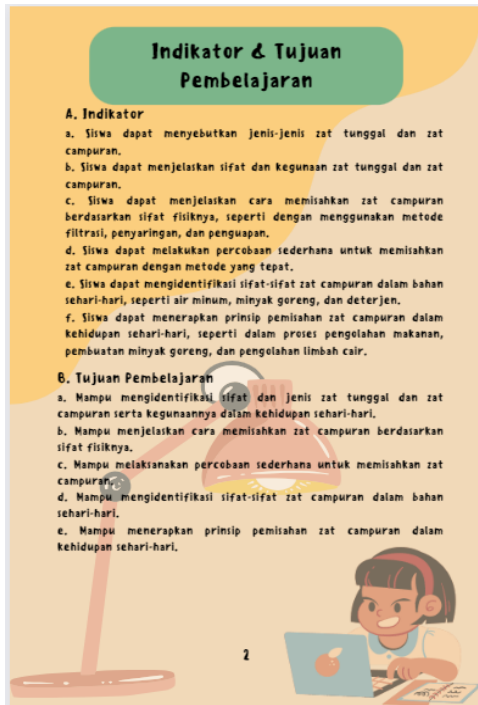 Indikator & Tujuan
Pembelajaran
A. Indikator
a. Siswa dapat menyebutkan jenis-jenis zat tunggal dan zat
campuran.
b. Siswa dapat menjelaskan sifat dan kegunaan zat tunggal dan zat
campuran.
c. Siswa dapat menjelaskan cara memisahkan zat campuran
berdasarkan sifat fisiknya, seperti dengan menggunakan metode
filtrasi, penyaringan, dan penguapan.
d. Siswa dapat melakukan percobaan sederhana untuk memisahkan
zat campuran dengan metode yang tepat.
e. Siswa dapat mengidentifikasi sifat-sifat zat campuran dalam bahan
sehari-hari, seperti air minum, minyak goreng, dan deterjen.
f. Siswa dapat menerapkan prinsip pemisahan zat campuran dalam
kehidupan sehari-hari, seperti dalam proses pengolahan makanan,
pembuatan minyak goreng, dan pengolahan limbah cair.
B. Tujuan Pembelajaran
a. Mampu mengidentifikasi sifat dan jenis zat tunggal dan zat
campuran serta kegunaannya dalam kehidupan sehari-hari.
b. Mampu menjelaskan cara memisahkan zat campuran berdasarkan
sifat fisiknya.
c. Mampu melaksanakan percobaan sederhana untuk memisahkan zat
campuran.
d. Mampu mengidentifikasi sifat-sifat zat campuran dalam bahan
sehari-hari.
e. Mampu menerapkan prinsip pemisahan zat campuran dalam
kehidupan sehari-hari.
2